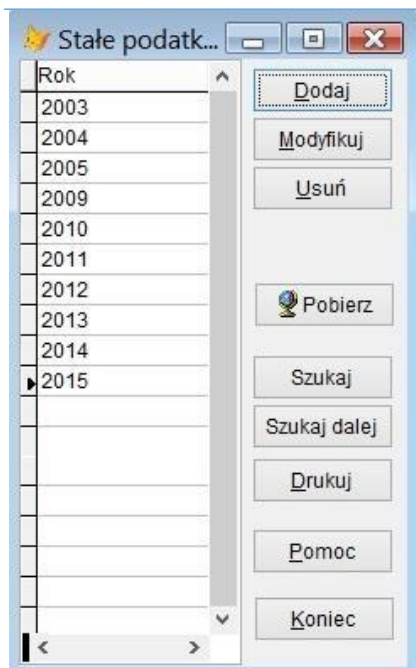 Stałe podatk...
Rok
2003
2004
2005
2009
2010
2011
2012
2013
2014
2015
Dodaj
Modyfikuj
Usuń
Pobierz
Szukaj
Szukaj dalej
Drukuj
Pomoc
Koniec